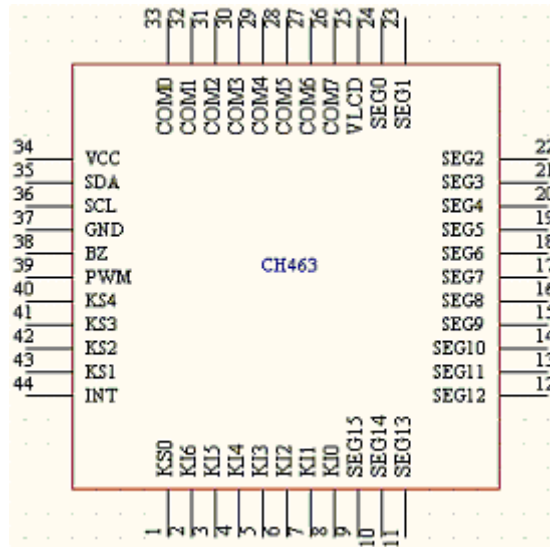 33 32 31 30 29 28 27 26 25 24 23
COM0 COM1 COM2 COM3 COM4 COM5 COM6 COM7 VLCD SEG0 SEG1
34 VCC SEG2 22
35 SDA SEG3 21
36 SCL SEG4 20
37 GND SEG5 19
38 BZ SEG6 18
39 PWM SEG7 17
CH463
40 KS4 SEG8 16
41 KS3 SEG9 15
42 KS2 SEG10 14
43 KS1 SEG11 13
44 INT SEG12 12
KS0 KI6 KI5 KI4 KI3 KI2 KI1 KI0 SEG15 SEG14 SEG13
1 2 3 4 5 6 7 8 9 10 11